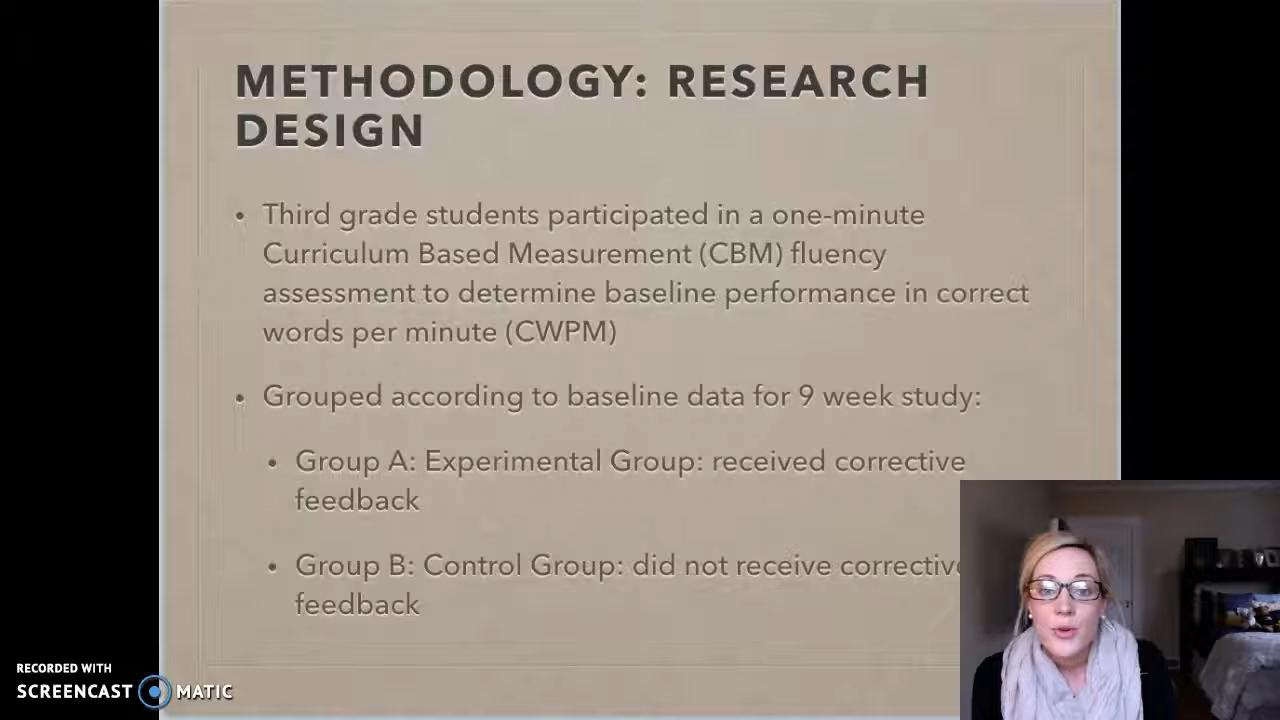 METHODOLOGY: RESEARCH
DESIGN
• Third grade students participated in a one-minute
Curriculum Based Measurement (CBM) fluency
assessment to determine baseline performance in correct
words per minute (CWPM)
• Grouped according to baseline data for 9 week study:
• Group A: Experimental Group: received corrective
feedback
• Group B: Control Group: did not receive corrective
feedback
RECORDED WITH
SCREENCAST MATIC